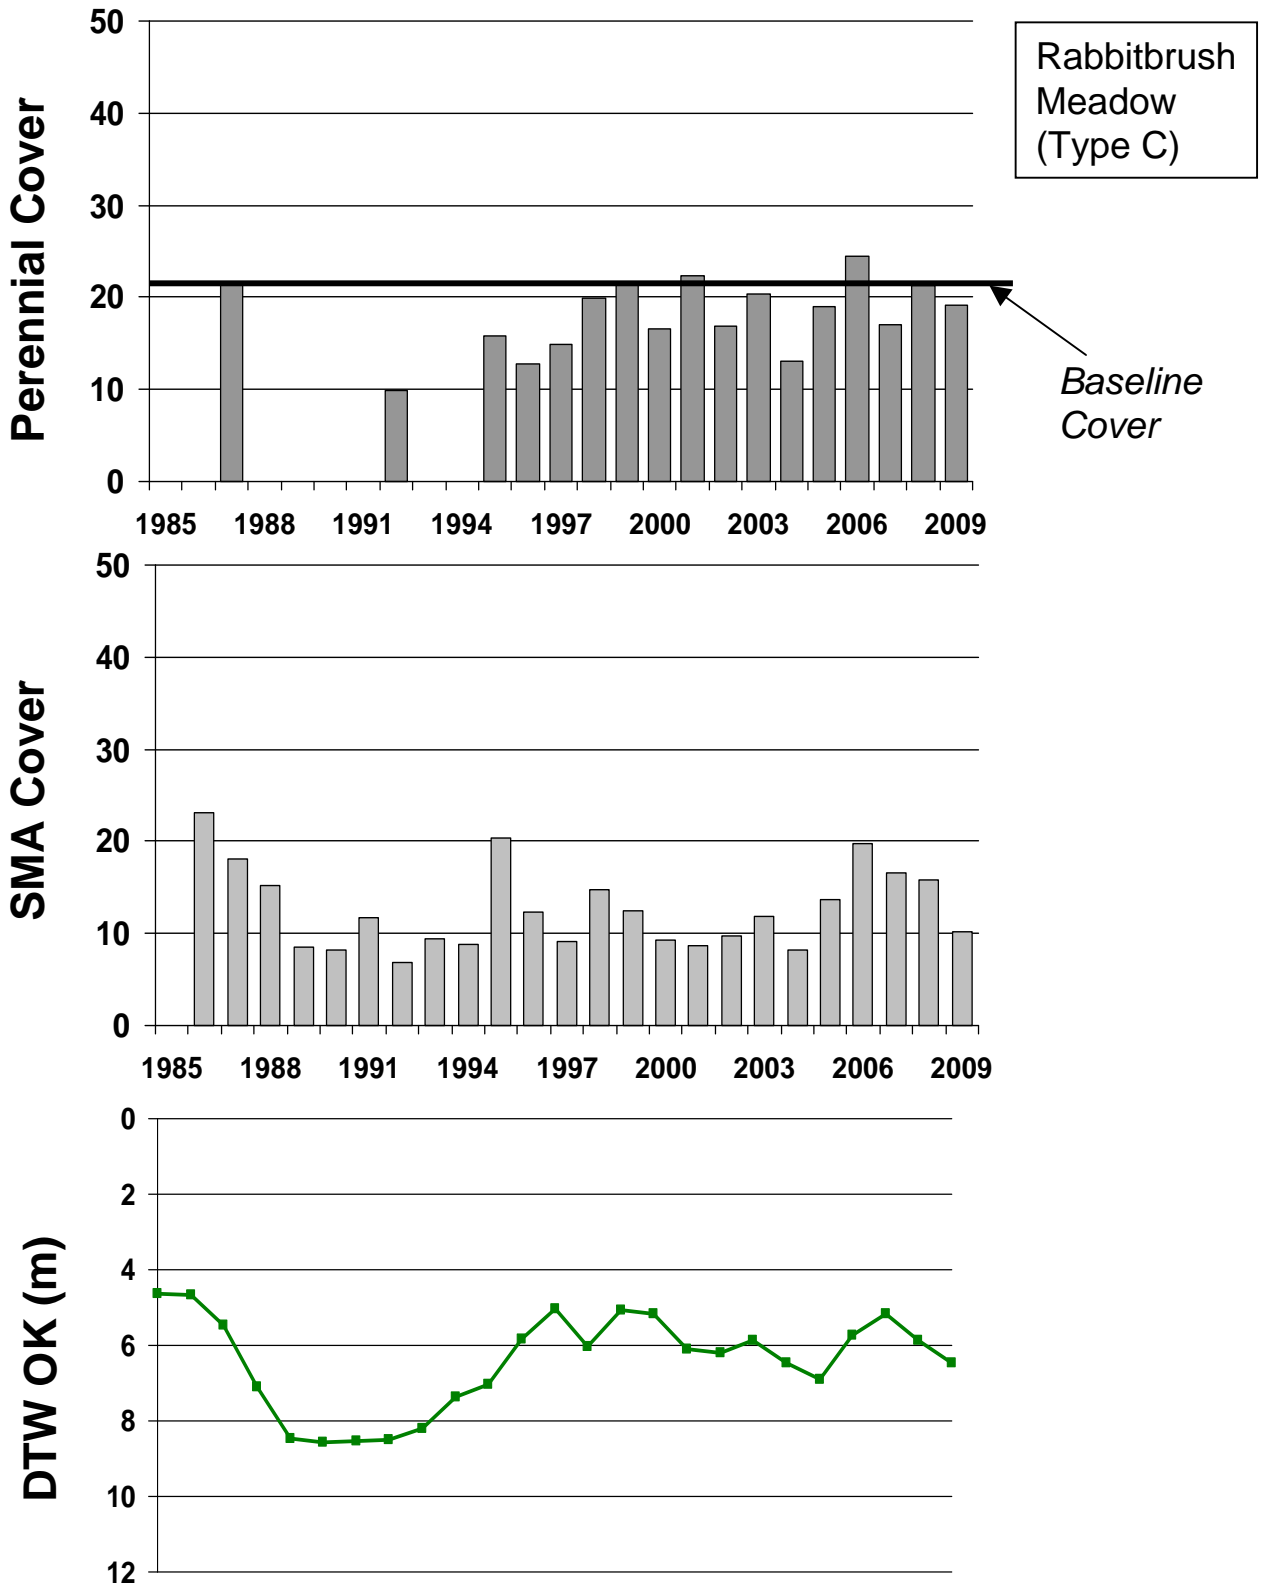 Perennial Cover
50
40
30
20
10
0
1985 1988 1991 1994 1997 2000 2003 2006 2009
Rabbitbrush
Meadow
(Type C)
Baseline
Cover
SMA Cover
50
40
30
20
10
0
1985 1988 1991 1994 1997 2000 2003 2006 2009
DTW OK (m)
0
2
4
6
8
10
12